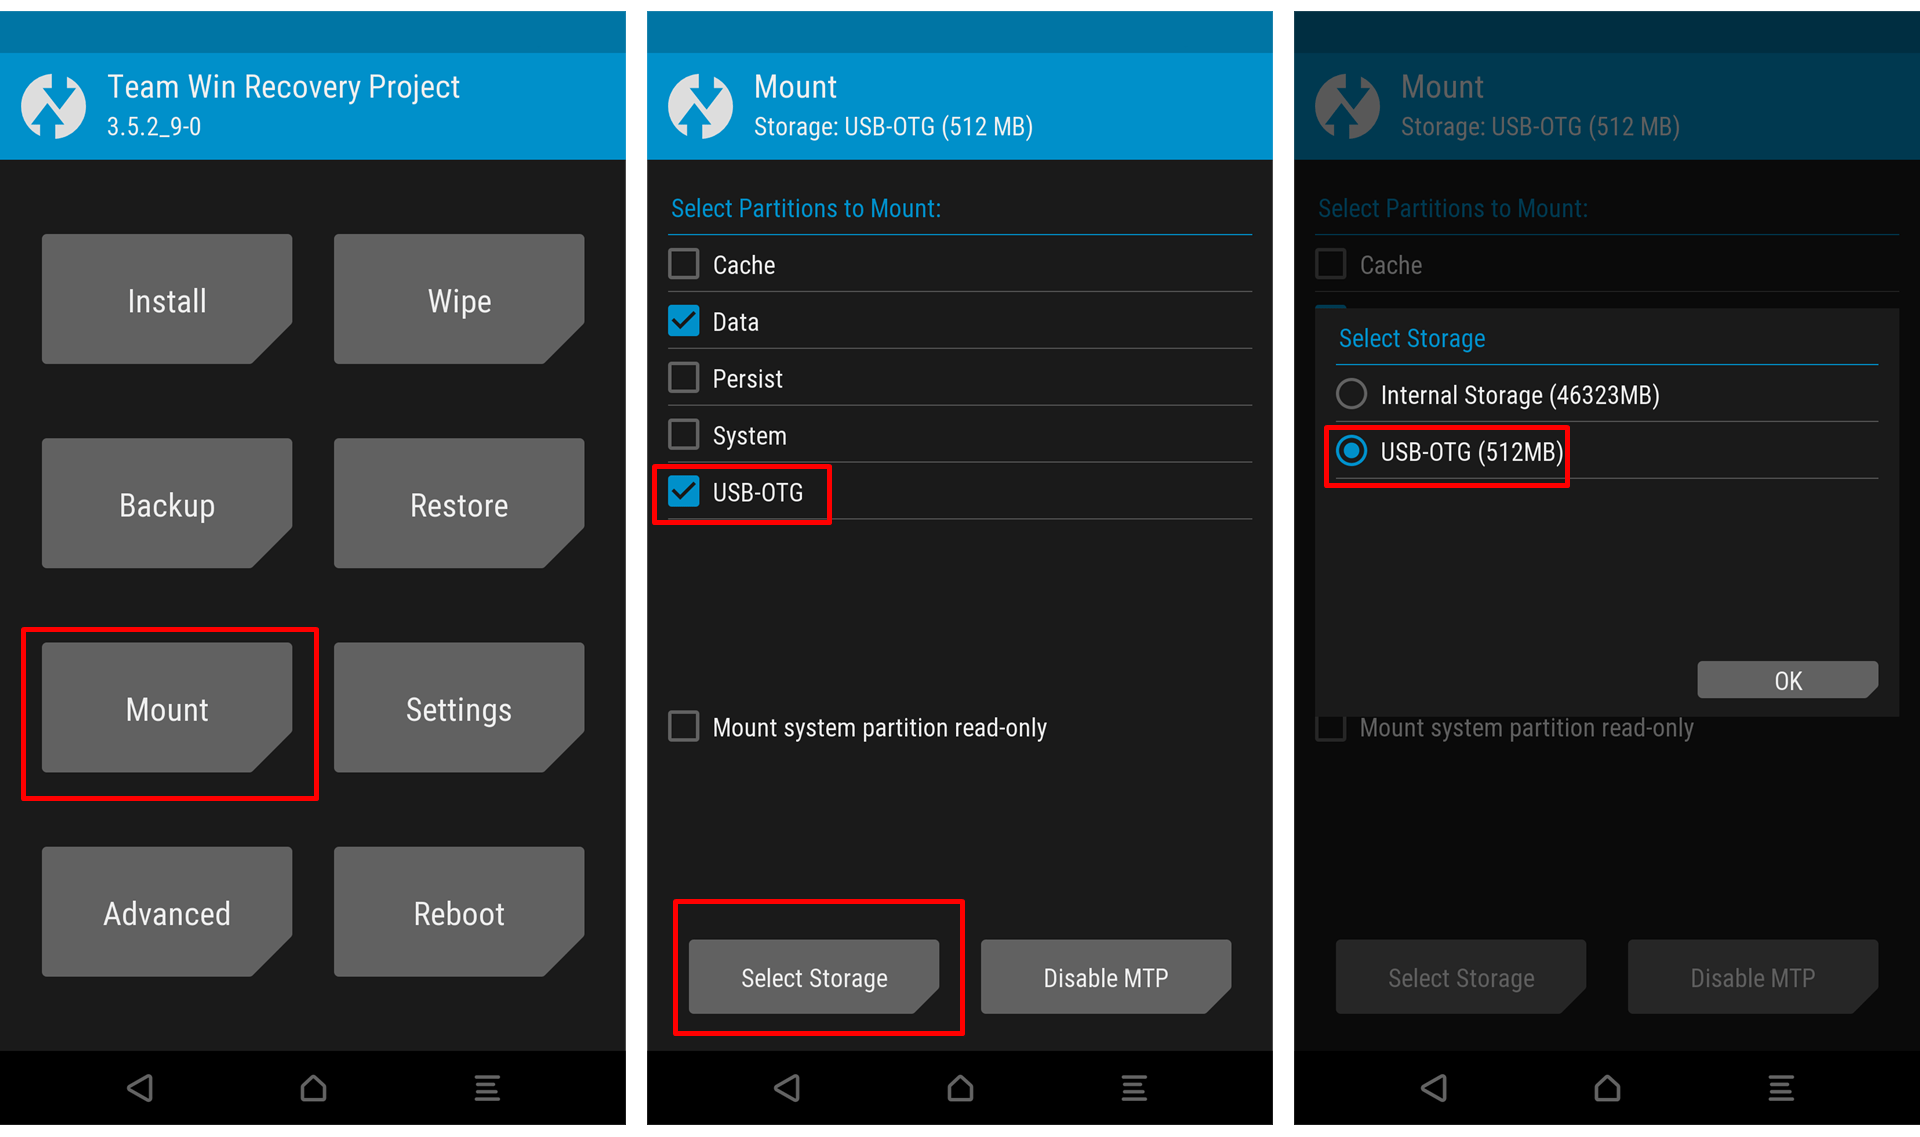 Team Win Recovery Project
3.5.2_9-0
Install
Wipe
Backup
Restore
Mount
Settings
Advanced
Reboot
Mount
Storage: USB-OTG (512 MB)
Select Partitions to Mount:
Cache
Data
Persist
System
USB-OTG
Mount system partition read-only
Select Storage
Disable MTP
Mount
Storage: USB-OTG (512 MB)
Select Partitions to Mount:
Cache
Select Storage
Internal Storage (46323MB)
USB-OTG (512MB)
OK
Mount system partition read-only
Select Storage
Disable MTP